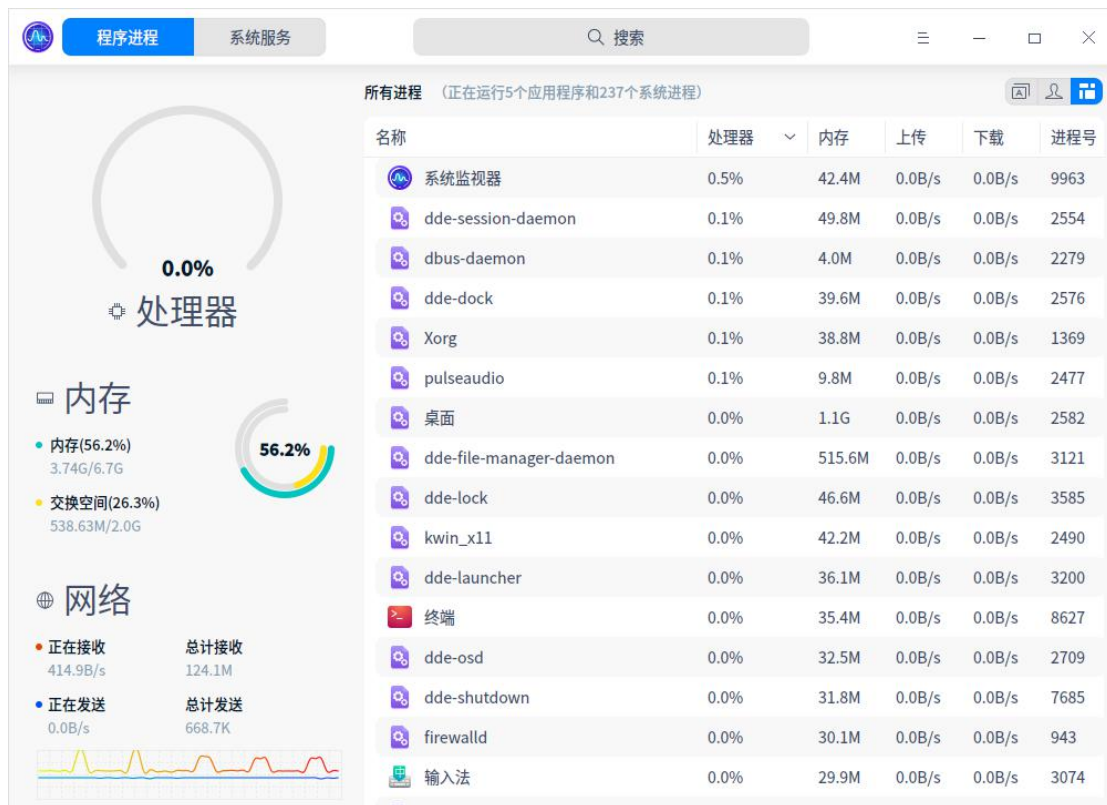 程序进程 系统服务 搜索
所有进程 （正在运行5个应用程序和237个系统进程）
名称 处理器 内存 上传 下载 进程号
系统监视器 0.5% 42.4M 0.0B/s 0.0B/s 9963
dde-session-daemon 0.1% 49.8M 0.0B/s 0.0B/s 2554
dbus-daemon 0.1% 4.0M 0.0B/s 0.0B/s 2279
dde-dock 0.1% 39.6M 0.0B/s 0.0B/s 2576
Xorg 0.1% 38.8M 0.0B/s 0.0B/s 1369
pulseaudio 0.1% 9.8M 0.0B/s 0.0B/s 2477
桌面 0.0% 1.1G 0.0B/s 0.0B/s 2582
dde-file-manager-daemon 0.0% 515.6M 0.0B/s 0.0B/s 3121
dde-lock 0.0% 46.6M 0.0B/s 0.0B/s 3585
kwin_x11 0.0% 42.2M 0.0B/s 0.0B/s 2490
dde-launcher 0.0% 36.1M 0.0B/s 0.0B/s 3200
终端 0.0% 35.4M 0.0B/s 0.0B/s 8627
dde-osd 0.0% 32.5M 0.0B/s 0.0B/s 2709
dde-shutdown 0.0% 31.8M 0.0B/s 0.0B/s 7685
firewalld 0.0% 30.1M 0.0B/s 0.0B/s 943
输入法 0.0% 29.9M 0.0B/s 0.0B/s 3074
0.0%
处理器
内存
内存(56.2%)
3.74G/6.7G
56.2%
交换空间(26.3%)
538.63M/2.0G
网络
正在接收 总计接收
414.9B/s 124.1M
正在发送 总计发送
0.0B/s 668.7K